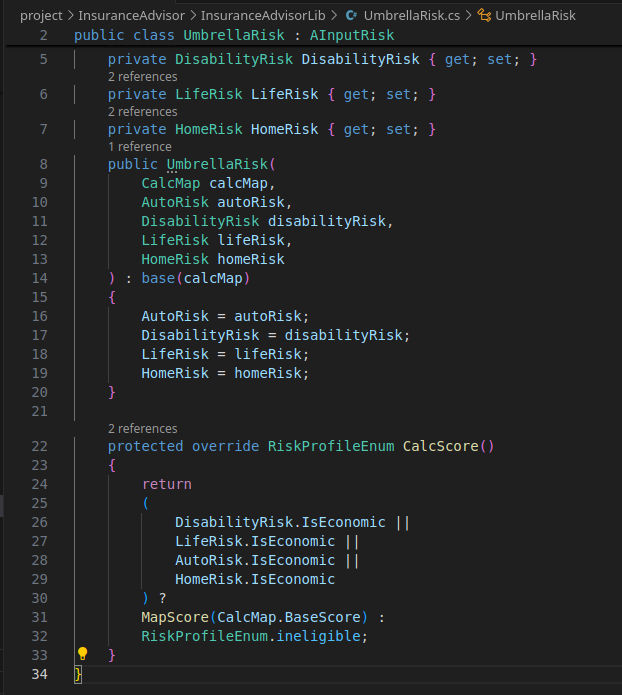 project > InsuranceAdvisor > InsuranceAdvisorLib > UmbrellaRisk.cs > UmbrellaRisk
2 public class UmbrellaRisk : AInputRisk
5 private DisabilityRisk DisabilityRisk { get; set; }
2 references
6 private LifeRisk LifeRisk { get; set; }
2 references
7 private HomeRisk HomeRisk { get; set; }
1 reference
8 public UmbrellaRisk(
9 CalcMap calcMap,
10 AutoRisk autoRisk,
11 DisabilityRisk disabilityRisk,
12 LifeRisk lifeRisk,
13 HomeRisk homeRisk
14 ) : base(calcMap)
15 {
16 AutoRisk = autoRisk;
17 DisabilityRisk = disabilityRisk;
18 LifeRisk = lifeRisk;
19 HomeRisk = homeRisk;
20 }
21
2 references
22 protected override RiskProfileEnum CalcScore()
23 {
24 return
25 (
26 DisabilityRisk.IsEconomic ||
27 LifeRisk.IsEconomic ||
28 AutoRisk.IsEconomic ||
29 HomeRisk.IsEconomic
30 ) ?
31 MapScore(CalcMap.BaseScore) :
32 RiskProfileEnum.ineligible;
33 }
34 }